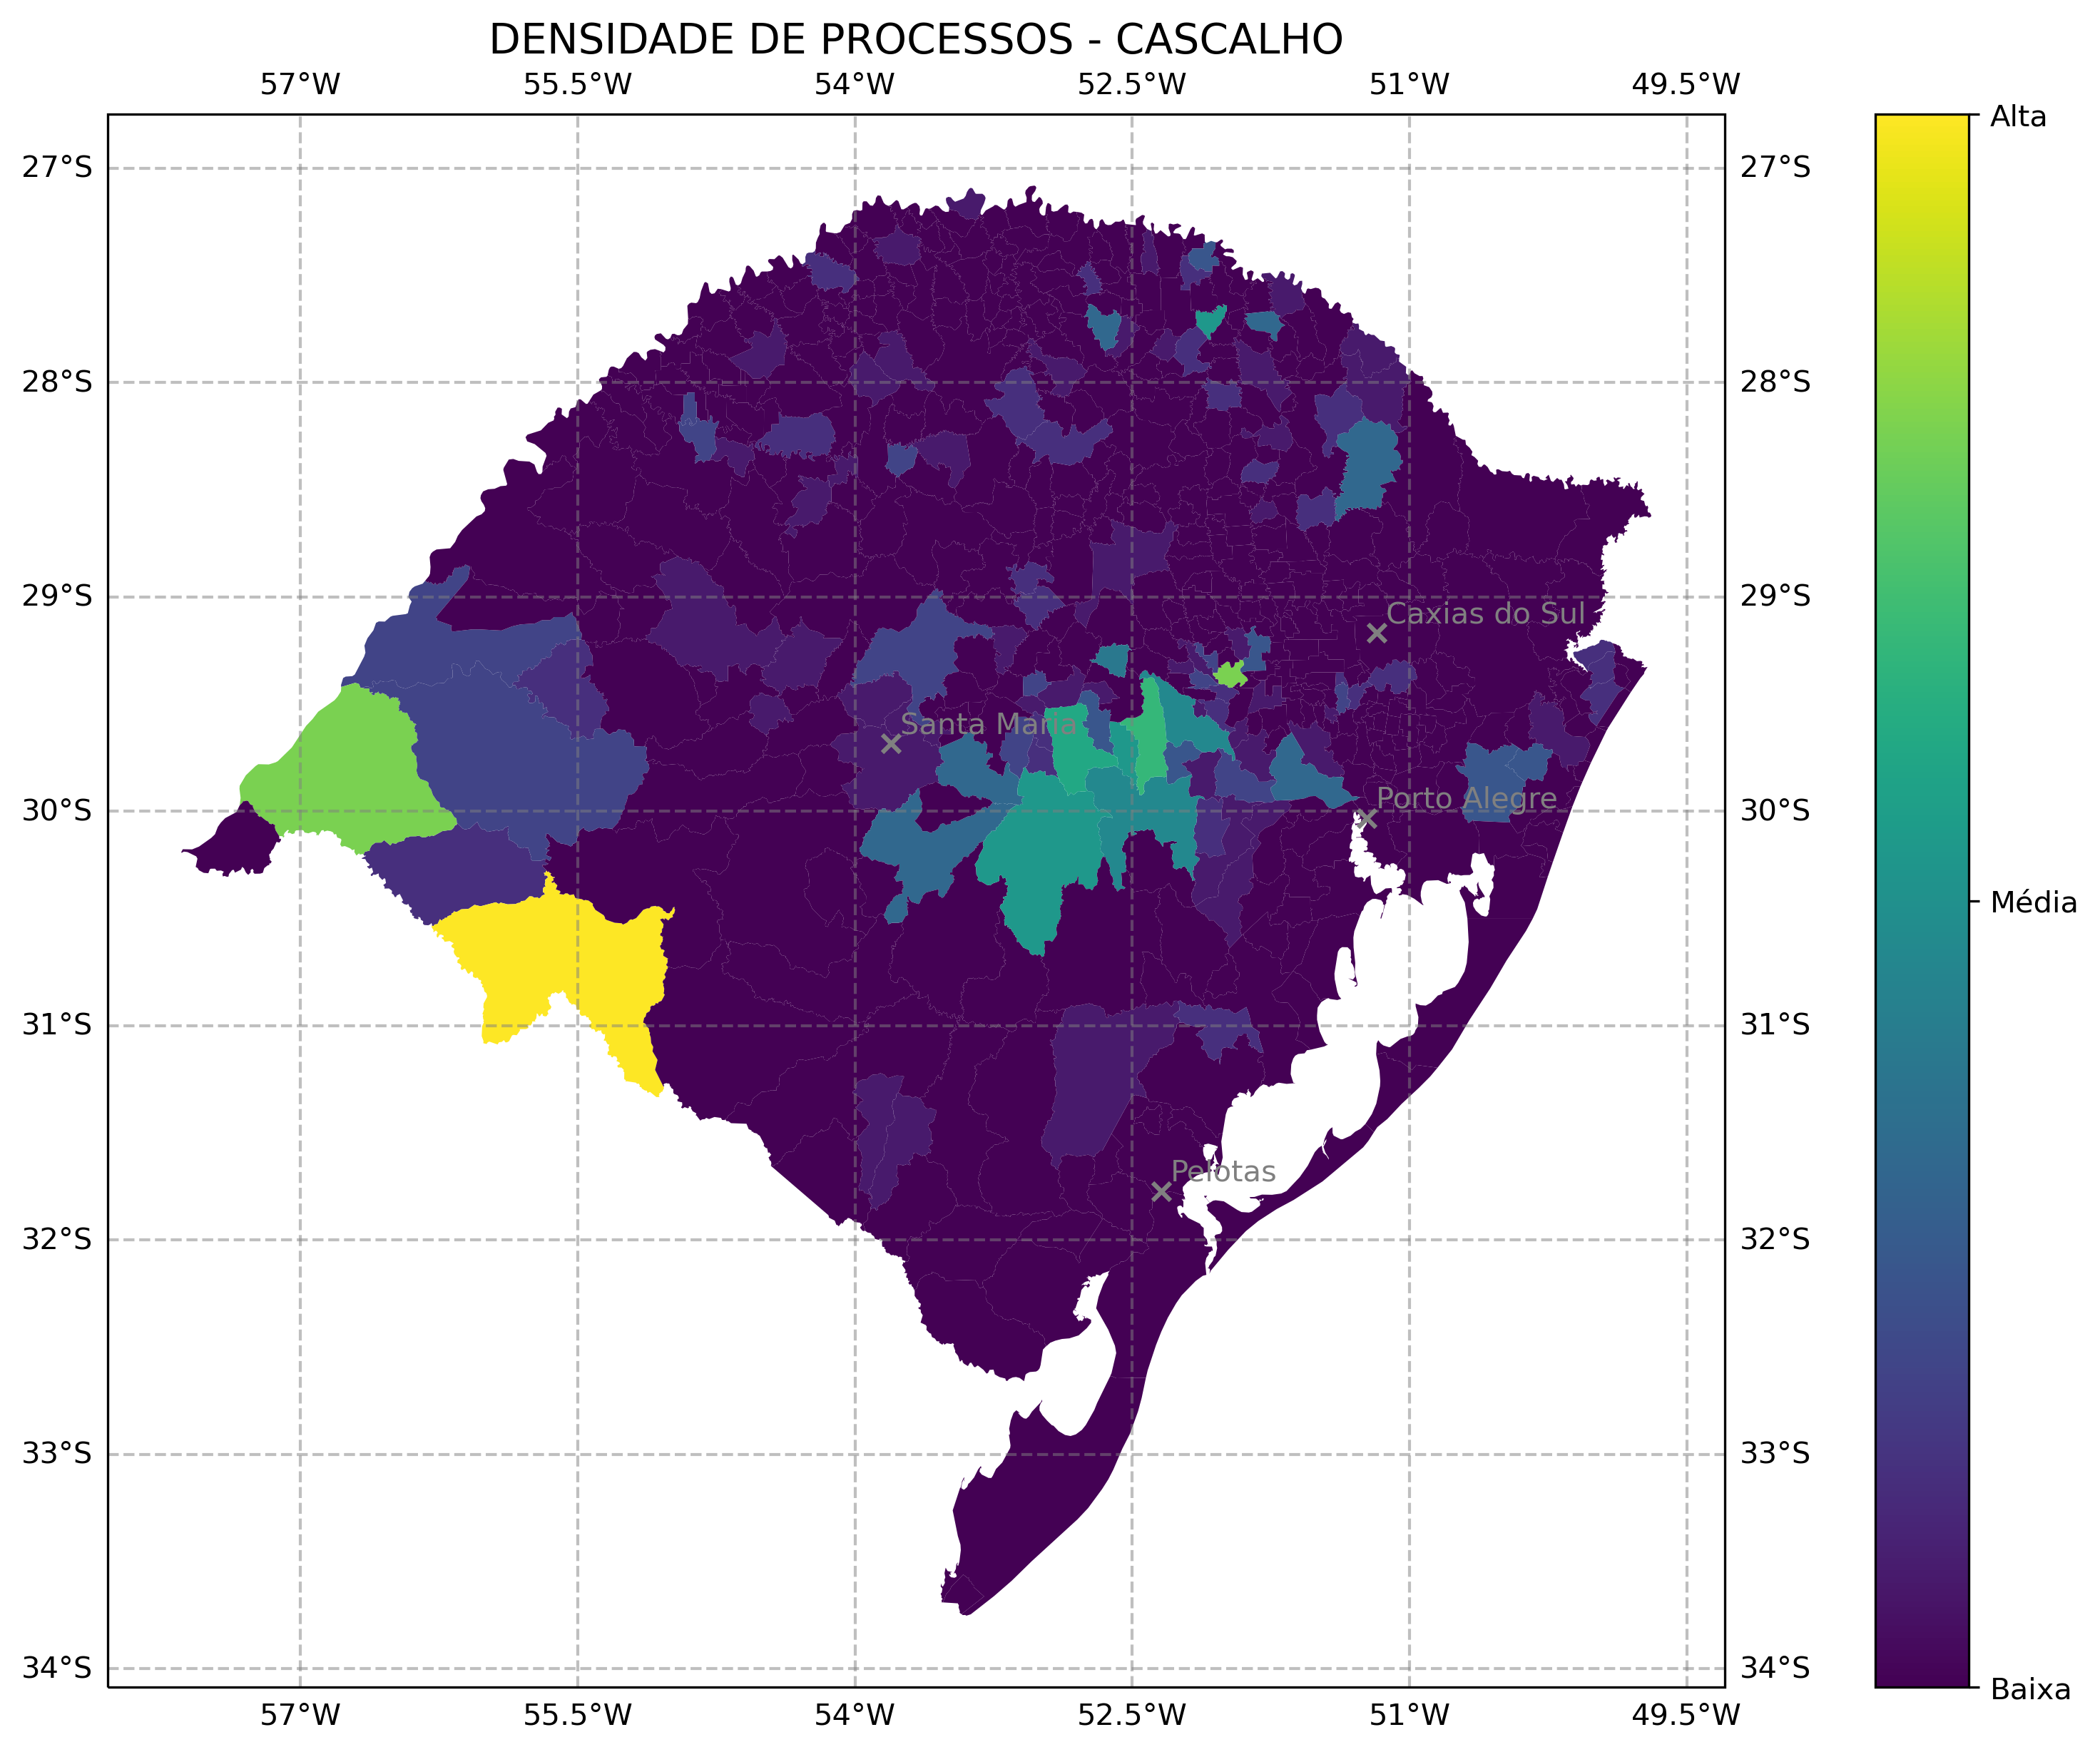 DENSIDADE DE PROCESSOS - CASCALHO
57°W 55.5°W 54°W 52.5°W 51°W 49.5°W
Alta
27°S 27°S
28°S 28°S
29°S 29°S
Caxias do Sul
Santa Maria
30°S 30°S
Porto Alegre
Média
31°S 31°S
Pelotas
32°S 32°S
33°S 33°S
34°S 34°S
Baixa
57°W 55.5°W 54°W 52.5°W 51°W 49.5°W